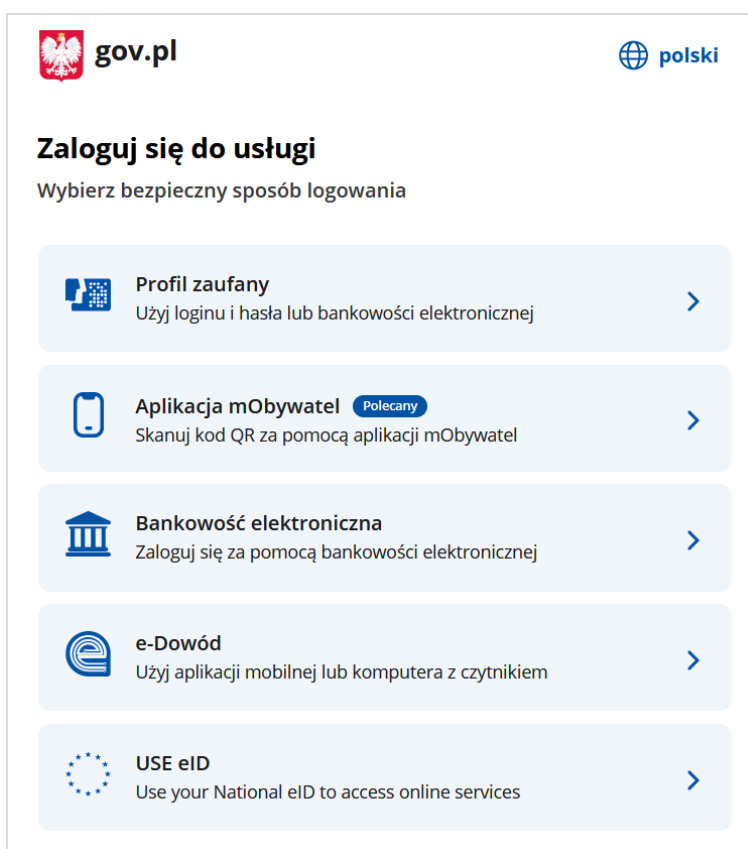 gov.pl
polski
Zaloguj się do usługi
Wybierz bezpieczny sposób logowania
Profil zaufany
Użyj loginu i hasła lub bankowości elektronicznej
Aplikacja mObywatel Polecany
Skanuj kod QR za pomocą aplikacji mObywatel
Bankowość elektroniczna
Zaloguj się za pomocą bankowości elektronicznej
e-Dowód
Użyj aplikacji mobilnej lub komputera z czytnikiem
USE eID
Use your National eID to access online services